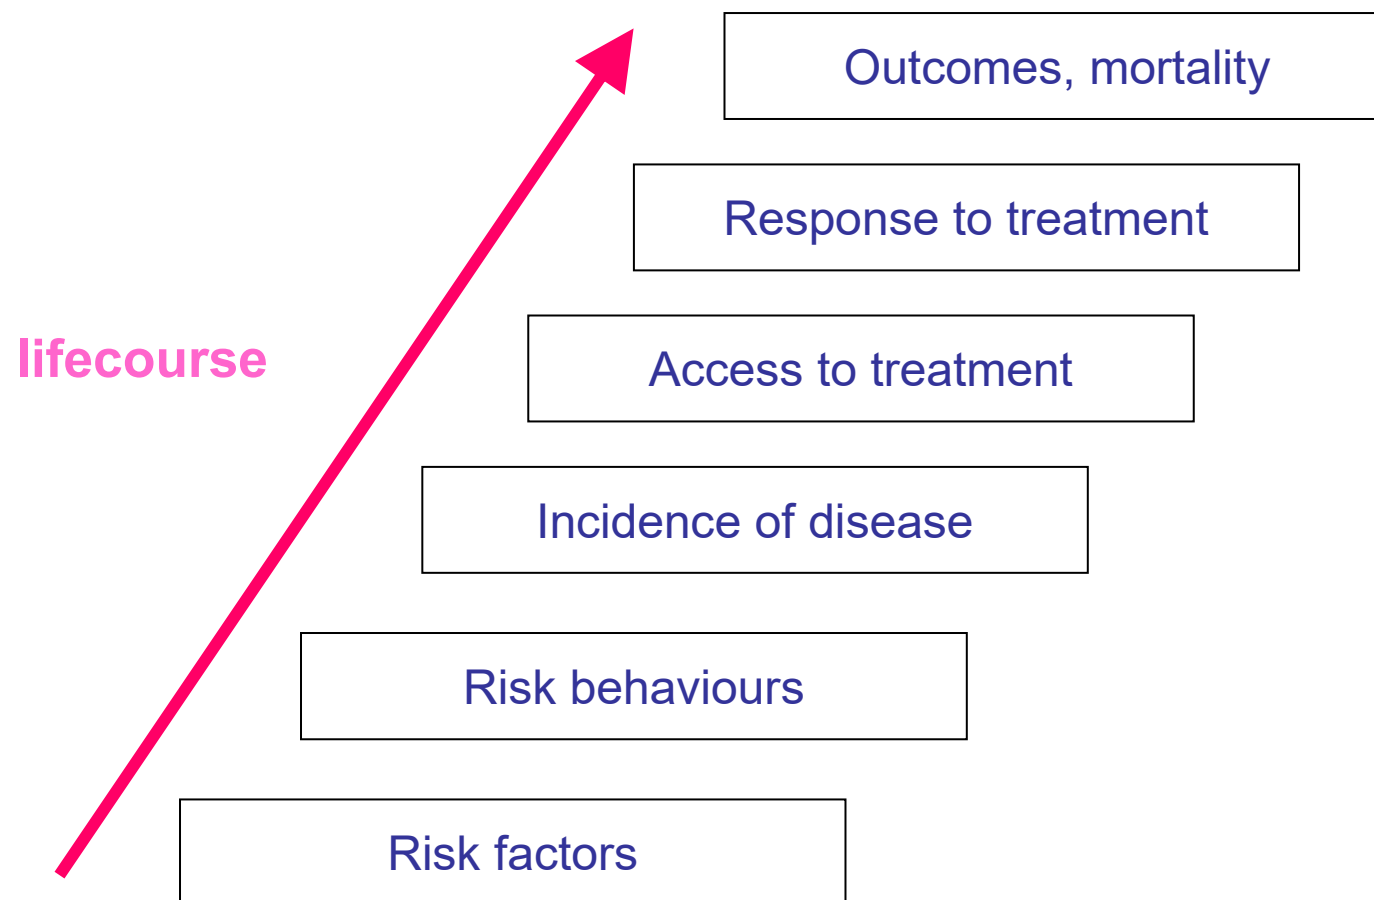 Outcomes, mortality
Response to treatment
lifecourse
Access to treatment
Incidence of disease
Risk behaviours
Risk factors